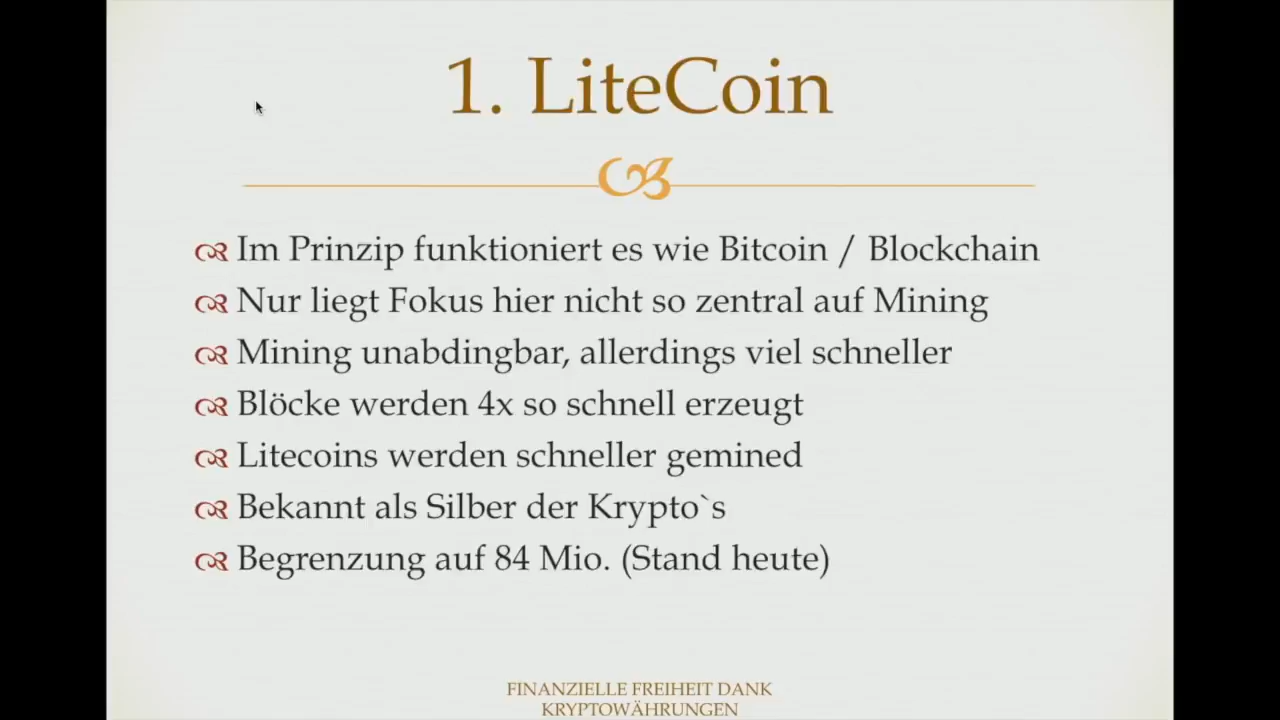 1. LiteCoin
Im Prinzip funktioniert es wie Bitcoin / Blockchain
Nur liegt Fokus hier nicht so zentral auf Mining
Mining unabdingbar, allerdings viel schneller
Blöcke werden 4x so schnell erzeugt
Litecoins werden schneller gemined
Bekannt als Silber der Krypto`s
Begrenzung auf 84 Mio. (Stand heute)
FINANZIELLE FREIHEIT DANK
KRYPTOWÄHRUNGEN